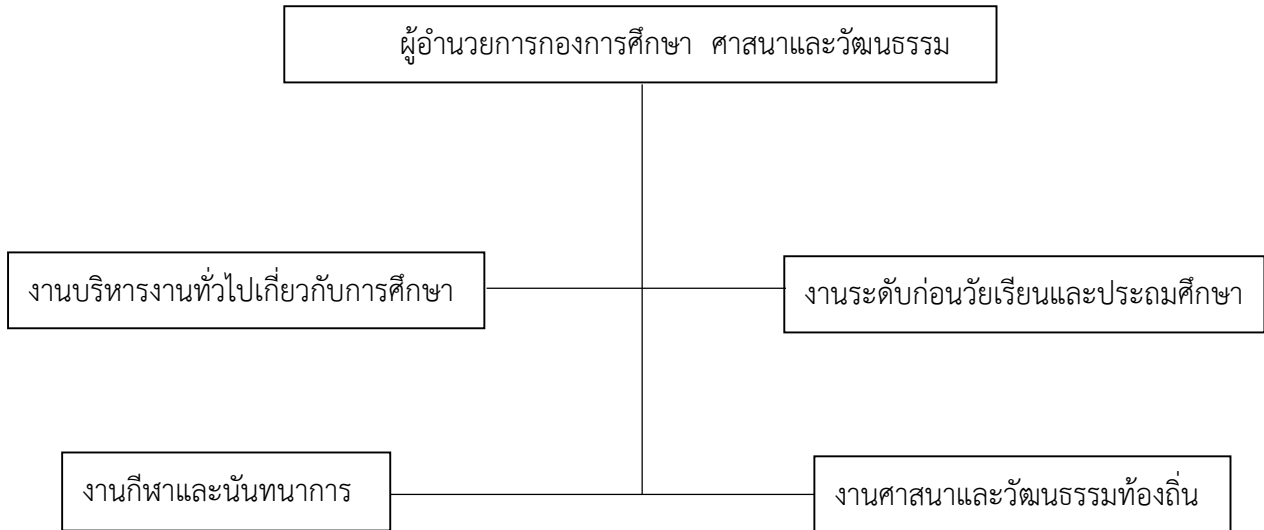 ผู้อำนวยการกองการศึกษา ศาสนาและวัฒนธรรม
งานบริหารงานทั่วไปเกี่ยวกับการศึกษา
งานระดับก่อนวัยเรียนและประถมศึกษา
งานกีฬาและนันทนาการ
งานศาสนาและวัฒนธรรมท้องถิ่น